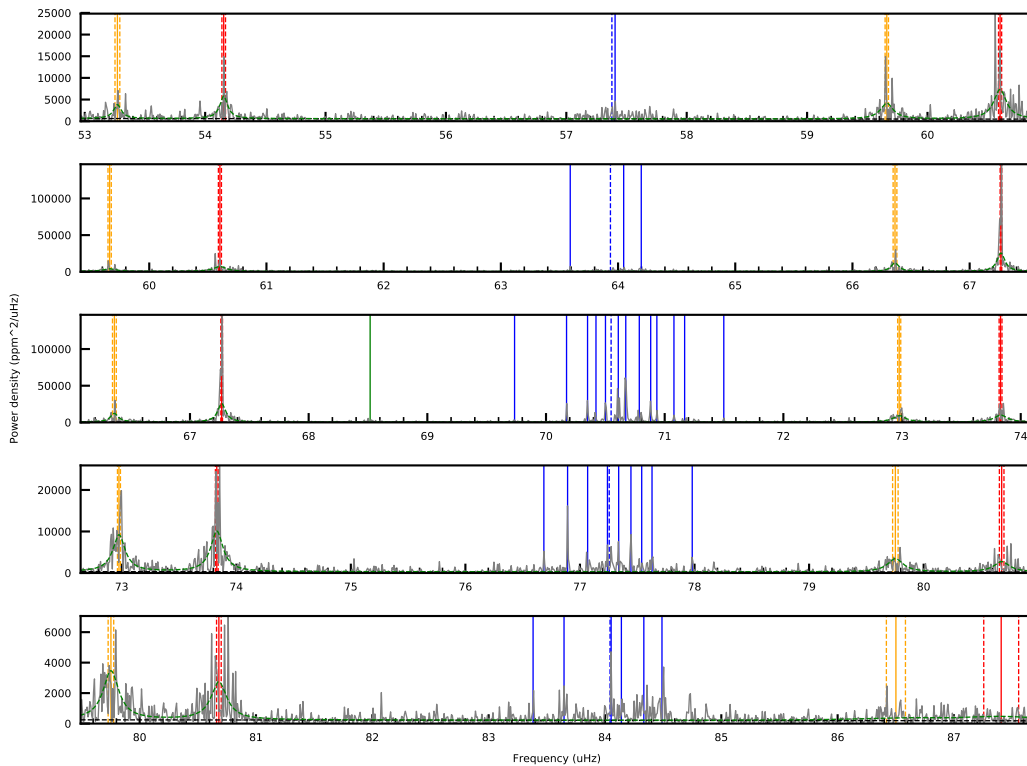 25000
20000
15000
10000
5000
0
53 54 55 56 57 58 59 60
100000
50000
0
60 61 62 63 64 65 66 67
Power density (ppm^2/uHz)
100000
50000
0
67 68 69 70 71 72 73 74
20000
10000
0
73 74 75 76 77 78 79 80
6000
4000
2000
0
80 81 82 83 84 85 86 87
Frequency (uHz)